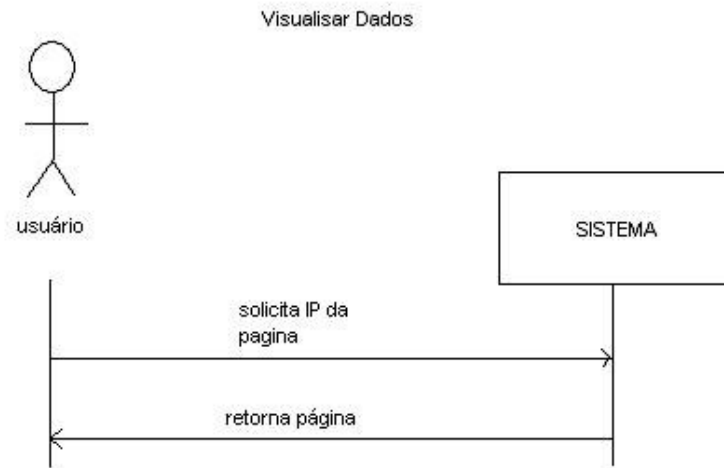 Visualisar Dados
usuário
SISTEMA
solicita IP da
pagina
retorna página